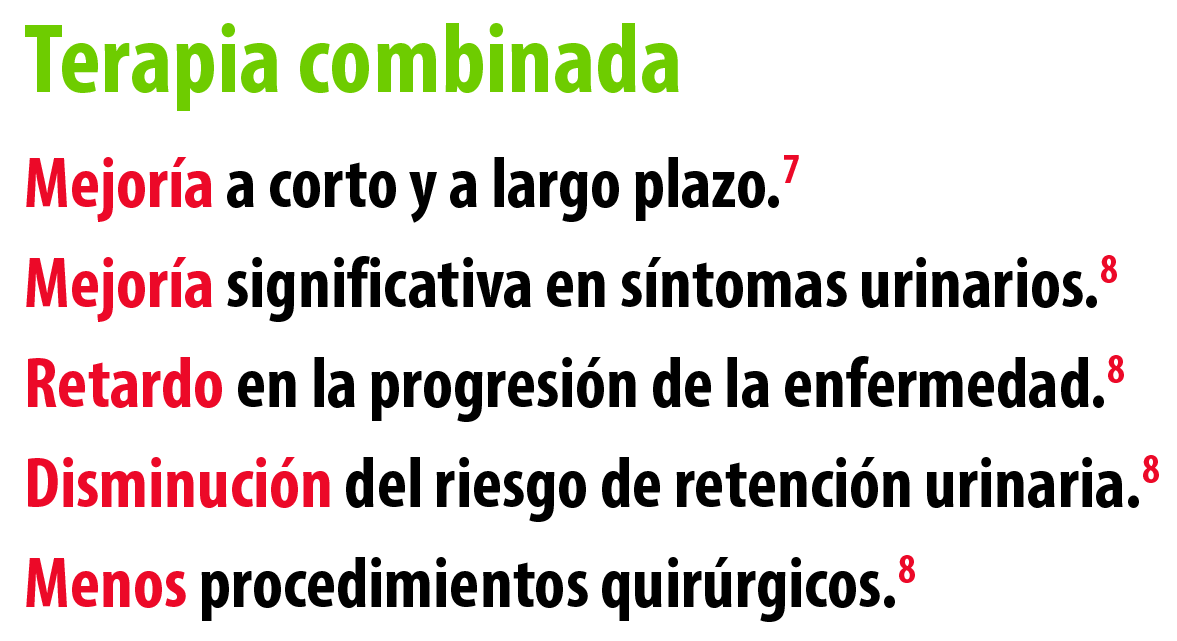 Terapia combinada
Mejoría a corto y a largo plazo.⁷
Mejoría significativa en síntomas urinarios.⁸
Retardo en la progresión de la enfermedad.⁸
Disminución del riesgo de retención urinaria.⁸
Menos procedimientos quirúrgicos.⁸